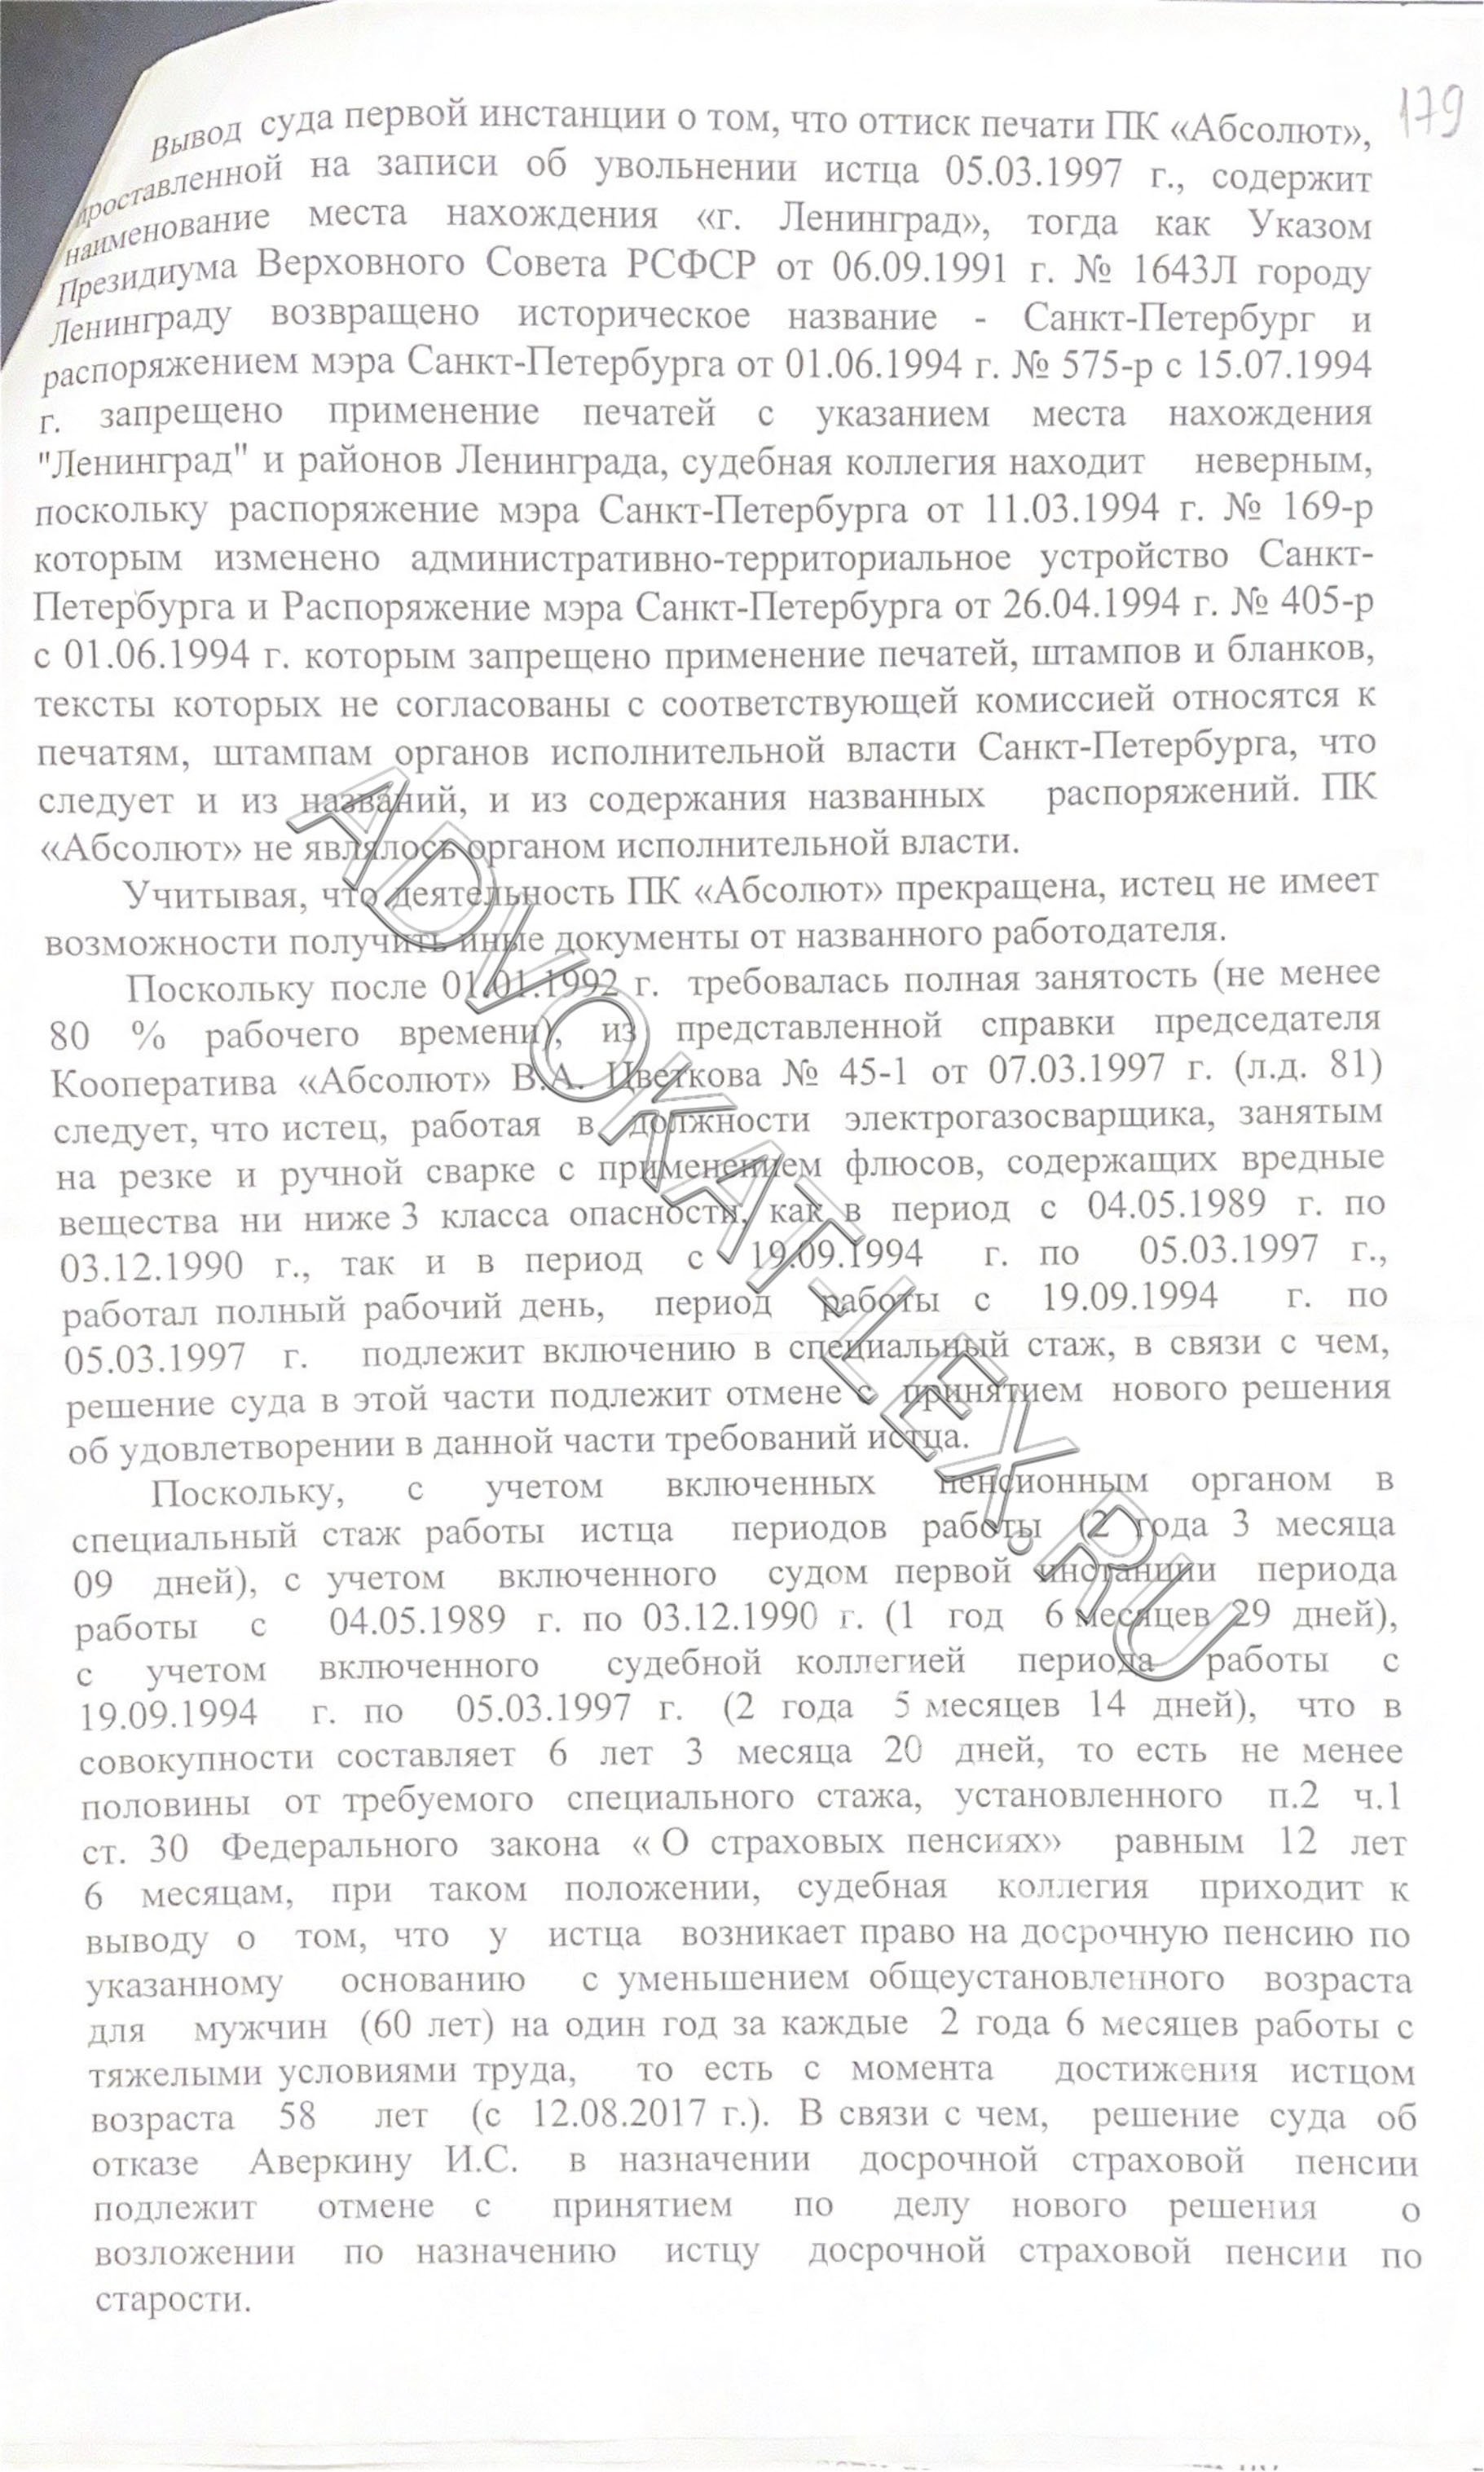 179
Вывод суда первой инстанции о том, что оттиск печати ПК «Абсолют»,
проставленной на записи об увольнении истца 05.03.1997 г., содержит
наименование места нахождения «г. Ленинград», тогда как Указом
Президиума Верховного Совета РСФСР от 06.09.1991 г. № 1643Л городу
Ленинграду возвращено историческое название - Санкт-Петербург и
распоряжением мэра Санкт-Петербурга от 01.06.1994 г. № 575-р с 15.07.1994
г. запрещено применение печатей с указанием места нахождения
"Ленинград" и районов Ленинграда, судебная коллегия находит неверным,
поскольку распоряжение мэра Санкт-Петербурга от 11.03.1994 г. № 169-р
которым изменено административно-территориальное устройство Санкт-
Петербурга и Распоряжение мэра Санкт-Петербурга от 26.04.1994 г. № 405-р
с 01.06.1994 г. которым запрещено применение печатей, штампов и бланков,
тексты которых не согласованы с соответствующей комиссией относятся к
печатям, штампам органов исполнительной власти Санкт-Петербурга, что
следует и из названий, и из содержания названных распоряжений. ПК
«Абсолют» не являлось органом исполнительной власти.
Учитывая, что деятельность ПК «Абсолют» прекращена, истец не имеет
возможности получить иные документы от названного работодателя.
Поскольку после 01.01.1992 г. требовалась полная занятость (не менее
80 % рабочего времени), из представленной справки председателя
Кооператива «Абсолют» В.А. Цветкова № 45-1 от 07.03.1997 г. (л.д. 81)
следует, что истец, работая в должности электрогазосварщика, занятым
на резке и ручной сварке с применением флюсов, содержащих вредные
вещества ни ниже 3 класса опасности, как в период с 04.05.1989 г. по
03.12.1990 г., так и в период с 19.09.1994 г. по 05.03.1997 г.,
работал полный рабочий день, период работы с 19.09.1994 г. по
05.03.1997 г. подлежит включению в специальный стаж, в связи с чем,
решение суда в этой части подлежит отмене с принятием нового решения
об удовлетворении в данной части требований истца.
Поскольку, с учетом включенных пенсионным органом в
специальный стаж работы истца периодов работы (2 года 3 месяца
09 дней), с учетом включенного судом первой инстанции периода
работы с 04.05.1989 г. по 03.12.1990 г. (1 год 6 месяцев 29 дней),
с учетом включенного судебной коллегией периода работы с
19.09.1994 г. по 05.03.1997 г. (2 года 5 месяцев 14 дней), что в
совокупности составляет 6 лет 3 месяца 20 дней, то есть не менее
половины от требуемого специального стажа, установленного п.2 ч.1
ст. 30 Федерального закона « О страховых пенсиях» равным 12 лет
6 месяцам, при таком положении, судебная коллегия приходит к
выводу о том, что у истца возникает право на досрочную пенсию по
указанному основанию с уменьшением общеустановленного возраста
для мужчин (60 лет) на один год за каждые 2 года 6 месяцев работы с
тяжелыми условиями труда, то есть с момента достижения истцом
возраста 58 лет (с 12.08.2017 г.). В связи с чем, решение суда об
отказе Аверкину И.С. в назначении досрочной страховой пенсии
подлежит отмене с принятием по делу нового решения о
возложении по назначению истцу досрочной страховой пенсии по
старости.
ADVOKAT-LEX.RU